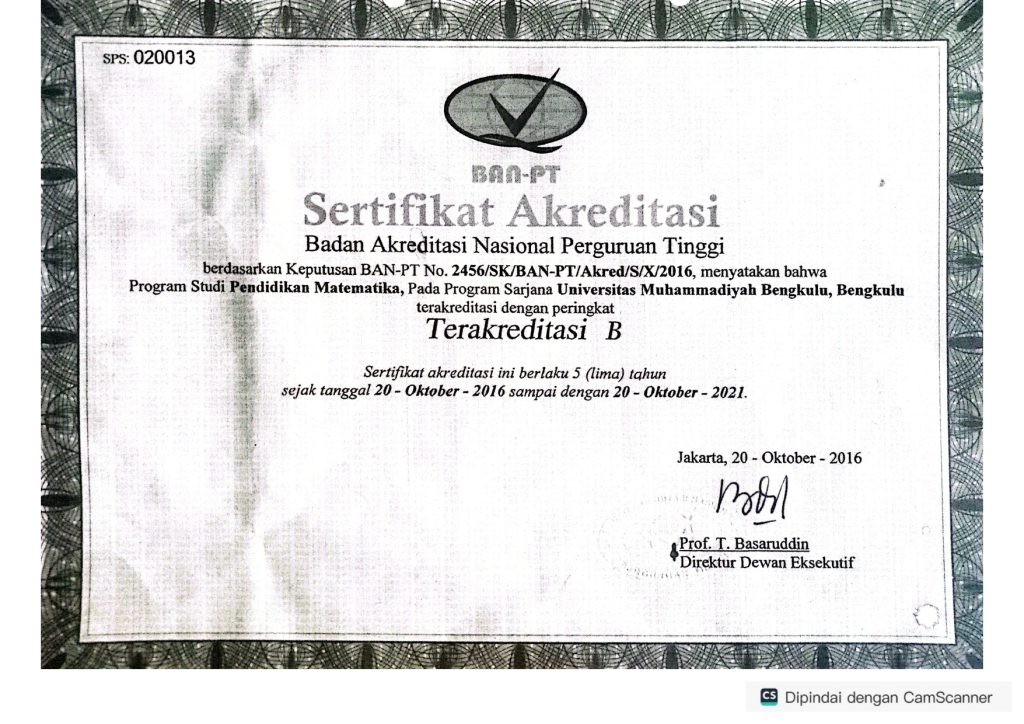 SPS: 020013
BAN-PT
Sertifikat Akreditasi
Badan Akreditasi Nasional Perguruan Tinggi
berdasarkan Keputusan BAN-PT No. 2456/SK/BAN-PT/Akred/S/X/2016, menyatakan bahwa
Program Studi Pendidikan Matematika, Pada Program Sarjana Universitas Muhammadiyah Bengkulu, Bengkulu
terakreditasi dengan peringkat
Terakreditasi B
Sertifikat akreditasi ini berlaku 5 (lima) tahun
sejak tanggal 20 - Oktober - 2016 sampai dengan 20 - Oktober - 2021.
Jakarta, 20 - Oktober - 2016
Prof. T. Basaruddin
Direktur Dewan Eksekutif
CS Dipindai dengan CamScanner